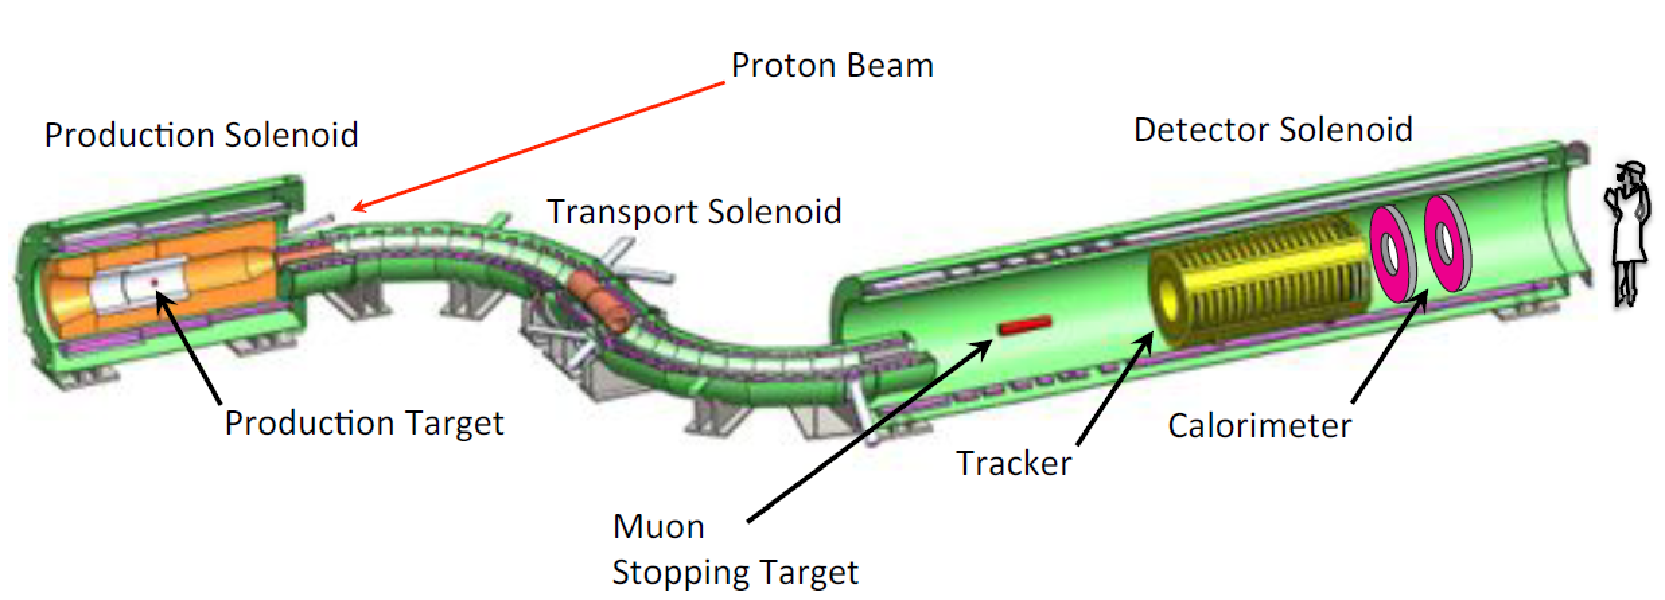 Proton Beam
Production Solenoid
Detector Solenoid
Transport Solenoid
Production Target
Calorimeter
Tracker
Muon
Stopping Target